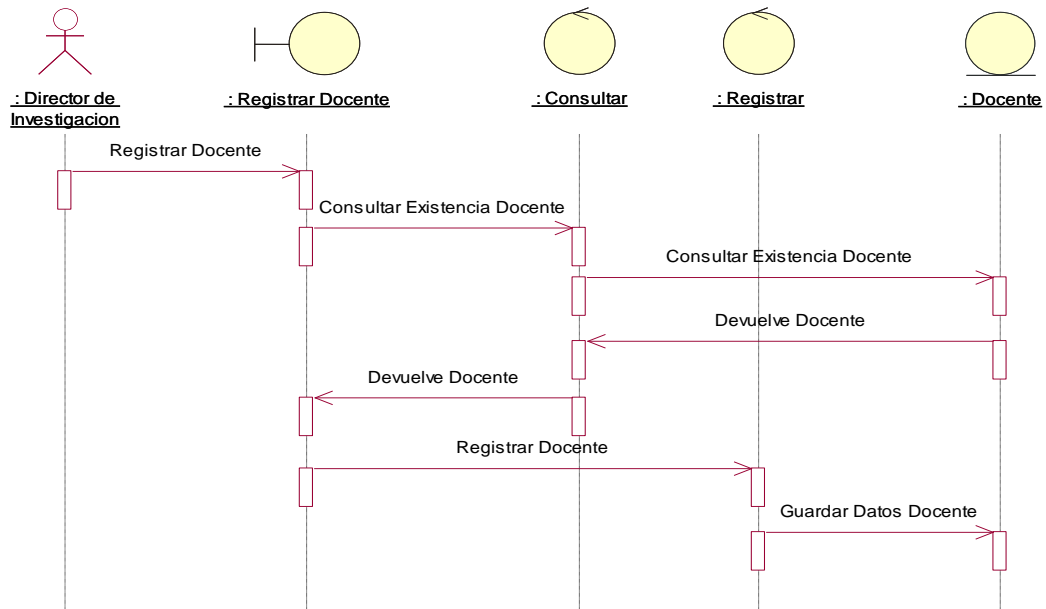 : Director de
Investigacion
: Registrar Docente
: Consultar
: Registrar
: Docente
Registrar Docente
Consultar Existencia Docente
Consultar Existencia Docente
Devuelve Docente
Devuelve Docente
Registrar Docente
Guardar Datos Docente